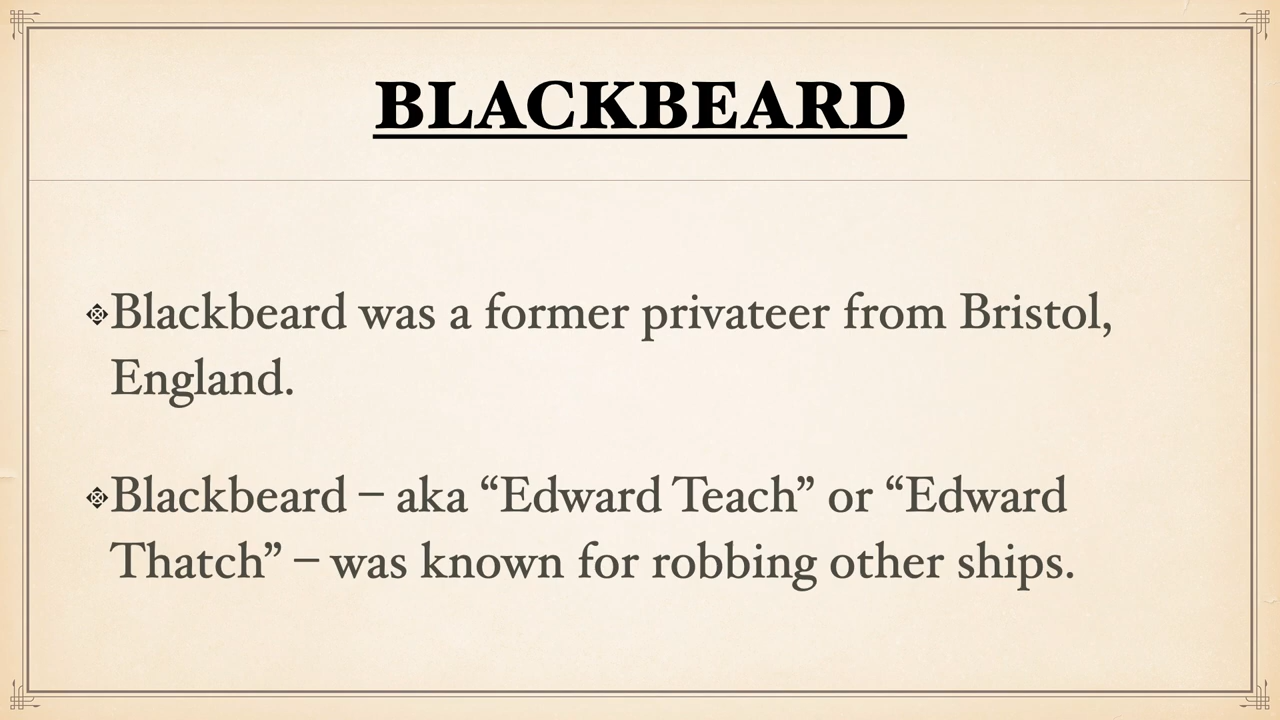 BLACKBEARD
Blackbeard was a former privateer from Bristol,
England.
Blackbeard – aka “Edward Teach” or “Edward
Thatch” – was known for robbing other ships.